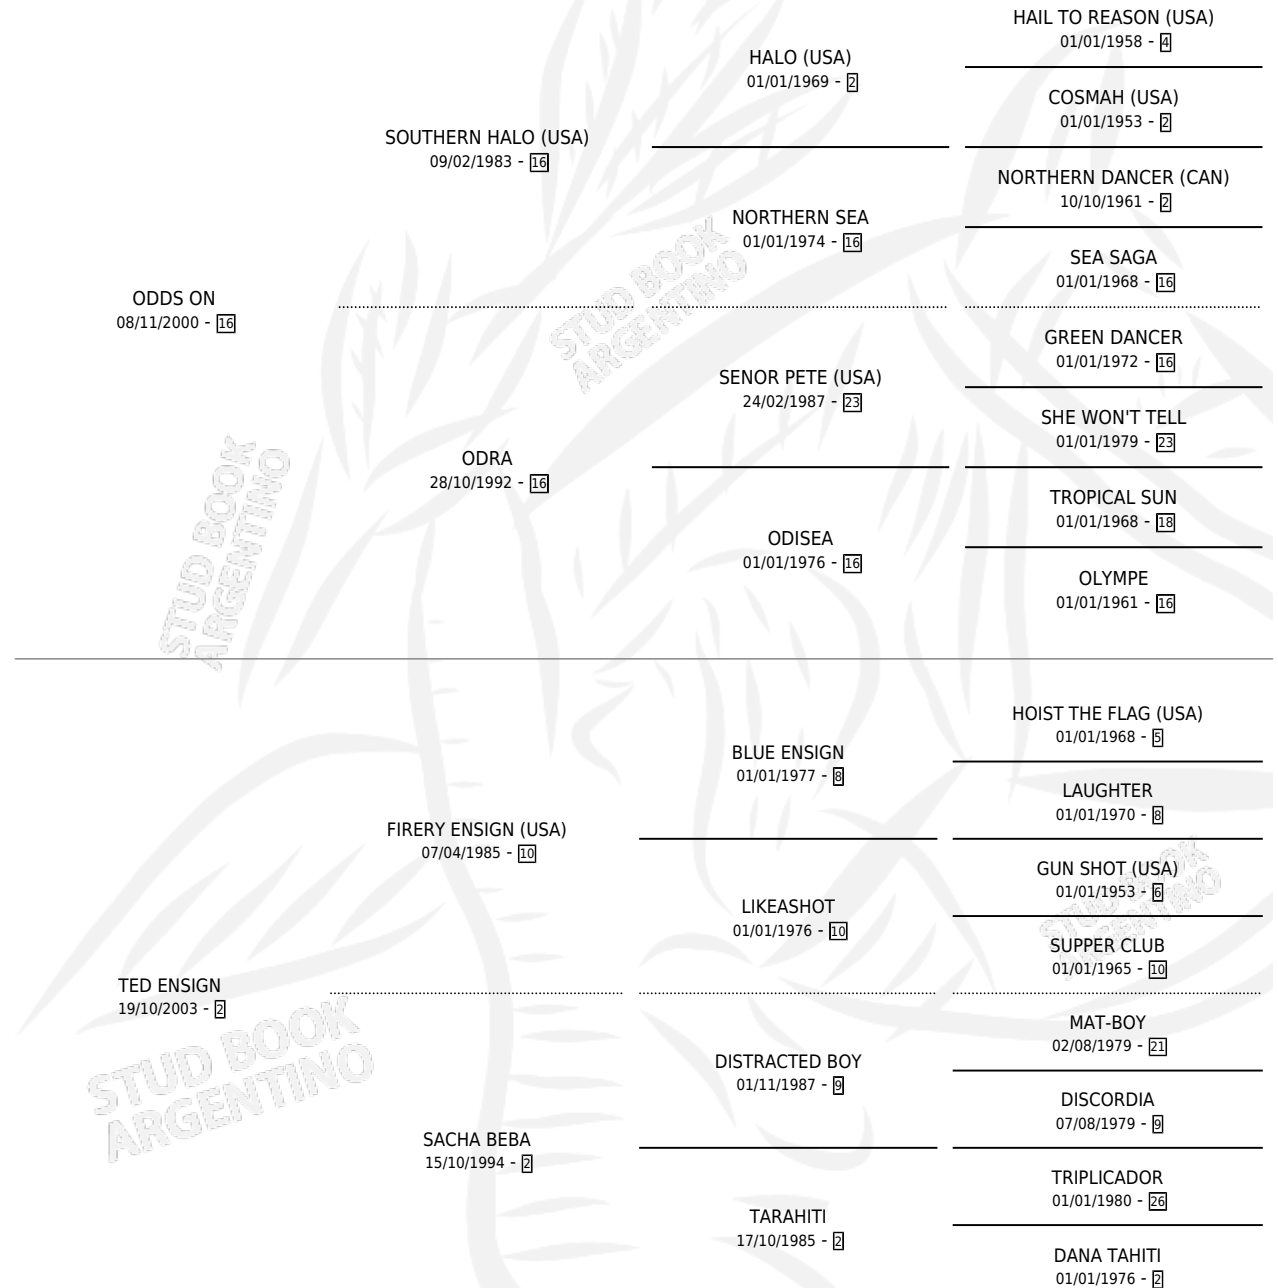 HAIL TO REASON (USA)
01/01/1958 - 4
HALO (USA)
01/01/1969 - 2
COSMAH (USA)
01/01/1953 - 2
SOUTHERN HALO (USA)
09/02/1983 - 16
NORTHERN DANCER (CAN)
10/10/1961 - 2
NORTHERN SEA
01/01/1974 - 16
SEA SAGA
01/01/1968 - 16
ODDS ON
08/11/2000 - 16
STUD BOOK
ARGENTINO
GREEN DANCER
01/01/1972 - 16
SENOR PETE (USA)
24/02/1987 - 23
SHE WON'T TELL
01/01/1979 - 23
ODRA
28/10/1992 - 16
TROPICAL SUN
01/01/1968 - 18
ODISEA
01/01/1976 - 16
OLYMPE
01/01/1961 - 16
STUD BOOK
ARGENTINO
HOIST THE FLAG (USA)
01/01/1968 - 5
BLUE ENSIGN
01/01/1977 - 8
LAUGHTER
01/01/1970 - 8
FIRERY ENSIGN (USA)
07/04/1985 - 10
GUN SHOT (USA)
01/01/1953 - 6
LIKEASHOT
01/01/1976 - 10
STUD BOOK
ARGENTINO
SUPPER CLUB
01/01/1965 - 10
TED ENSIGN
19/10/2003 - 2
MAT-BOY
02/08/1979 - 21
DISTRACTED BOY
01/11/1987 - 9
STUD BOOK
ARGENTINO
DISCORDIA
07/08/1979 - 9
SACHA BEBA
15/10/1994 - 2
TRIPLICADOR
01/01/1980 - 26
TARAHITI
17/10/1985 - 2
DANA TAHITI
01/01/1976 - 2